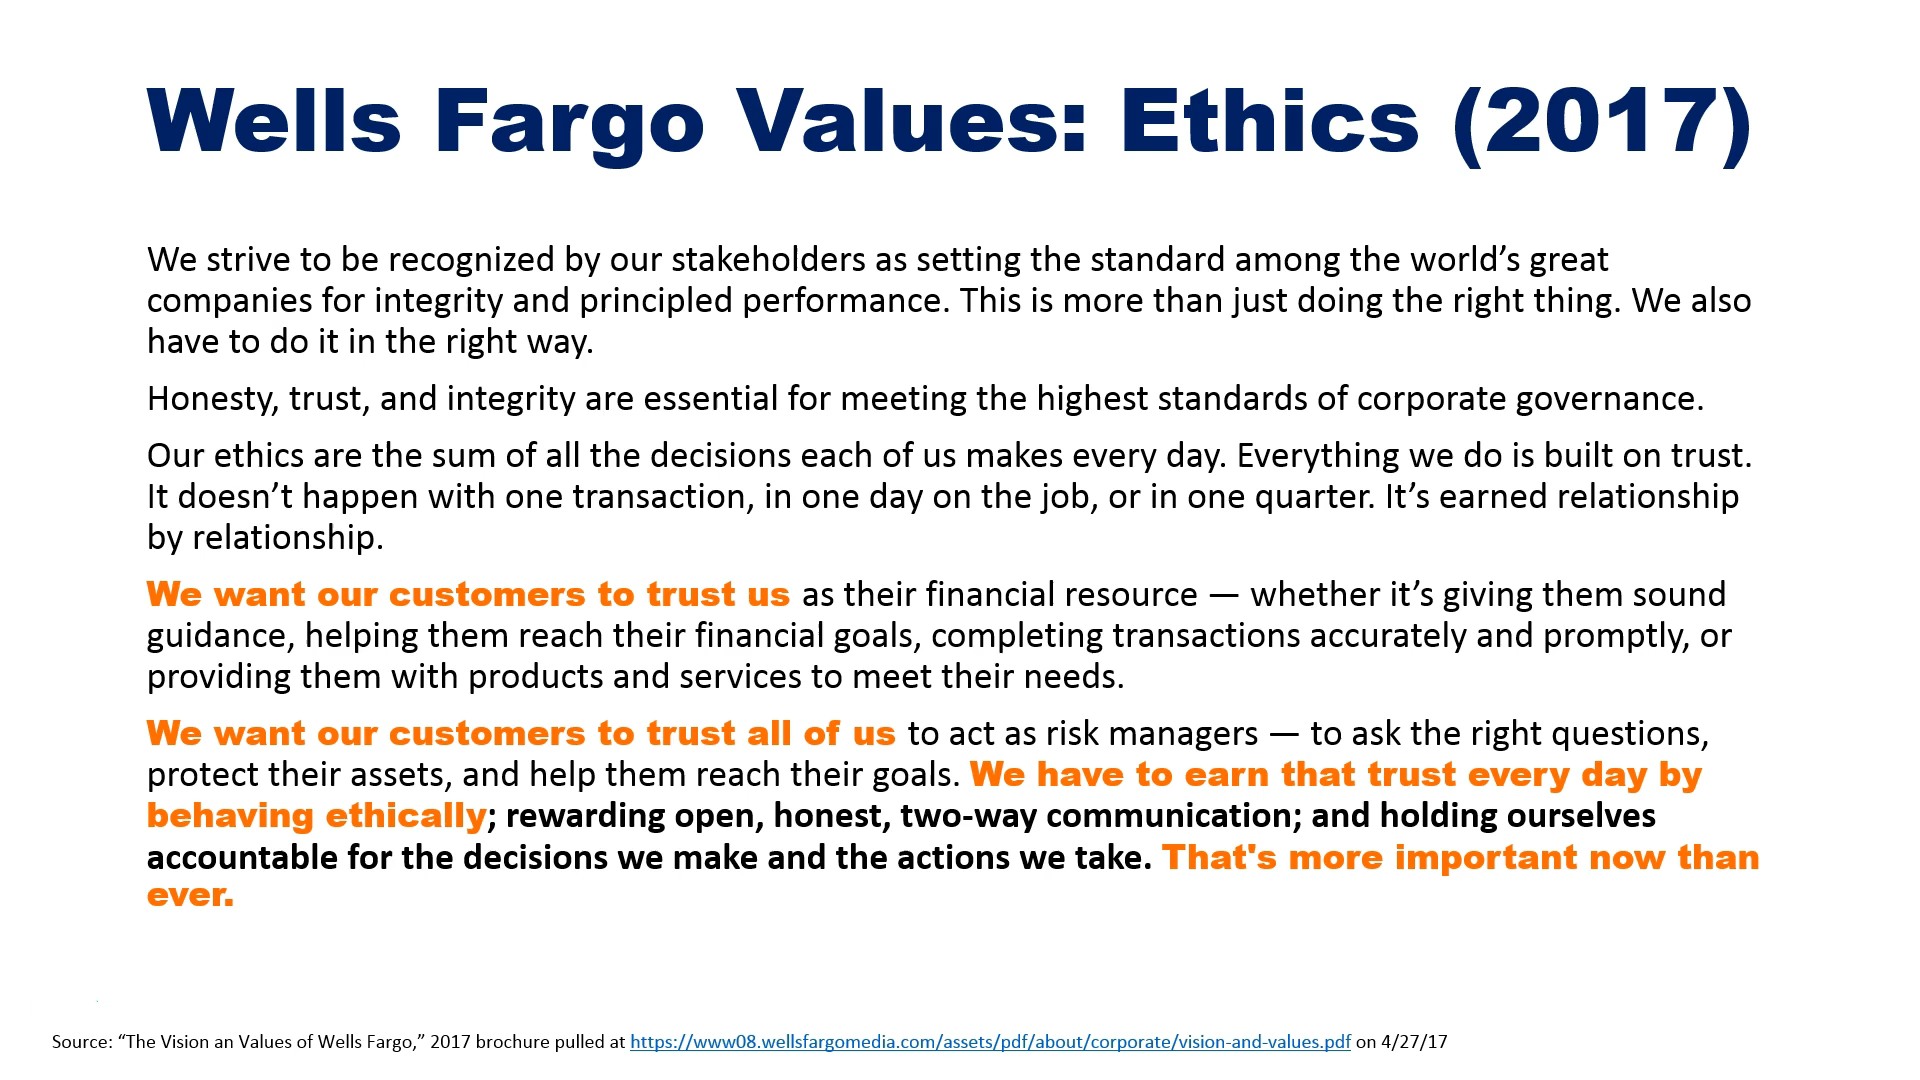 Wells Fargo Values: Ethics (2017)
We strive to be recognized by our stakeholders as setting the standard among the world’s great
companies for integrity and principled performance. This is more than just doing the right thing. We also
have to do it in the right way.
Honesty, trust, and integrity are essential for meeting the highest standards of corporate governance.
Our ethics are the sum of all the decisions each of us makes every day. Everything we do is built on trust.
It doesn’t happen with one transaction, in one day on the job, or in one quarter. It’s earned relationship
by relationship.
We want our customers to trust us as their financial resource — whether it’s giving them sound
guidance, helping them reach their financial goals, completing transactions accurately and promptly, or
providing them with products and services to meet their needs.
We want our customers to trust all of us to act as risk managers — to ask the right questions,
protect their assets, and help them reach their goals. We have to earn that trust every day by
behaving ethically; rewarding open, honest, two-way communication; and holding ourselves
accountable for the decisions we make and the actions we take. That's more important now than
ever.
Source: “The Vision an Values of Wells Fargo,” 2017 brochure pulled at https://www08.wellsfargomedia.com/assets/pdf/about/corporate/vision-and-values.pdf on 4/27/17